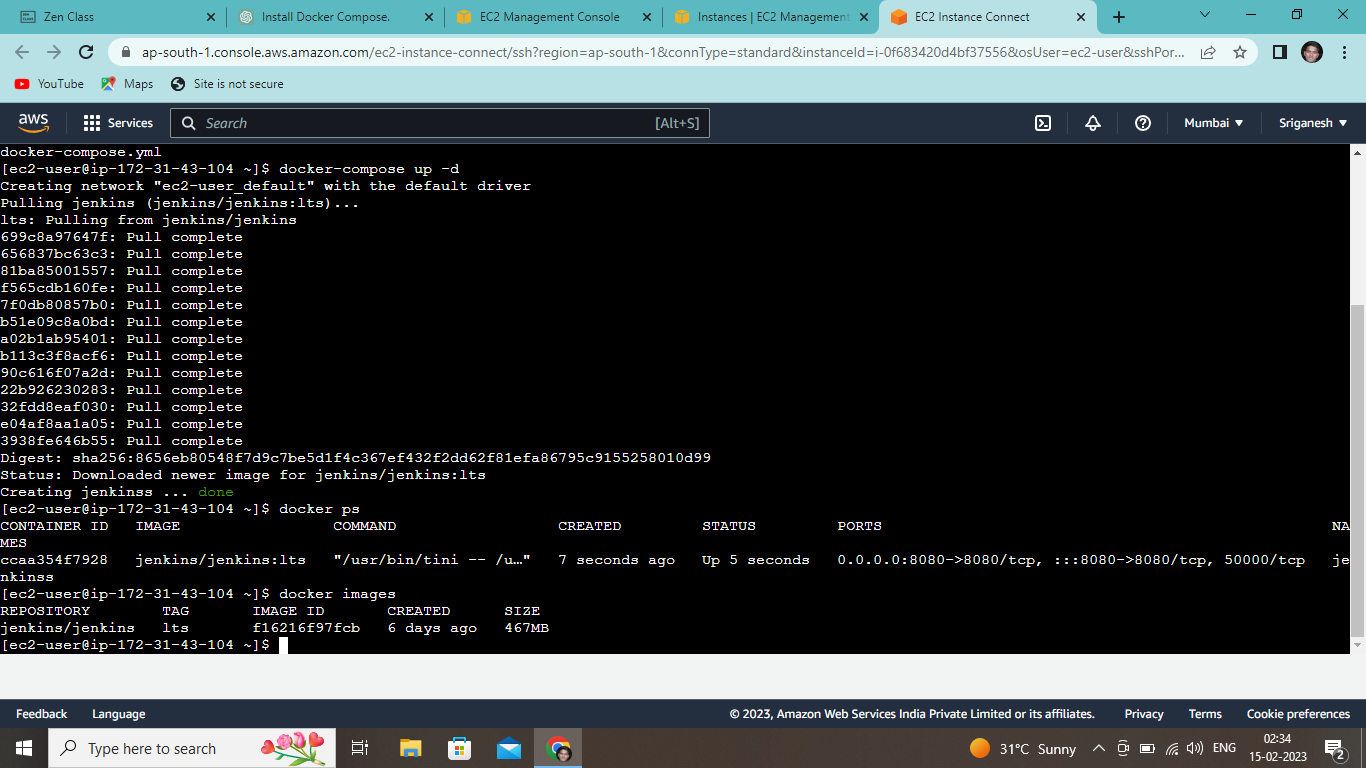 Zen Class
Install Docker Compose.
EC2 Management Console
Instances | EC2 Management
EC2 Instance Connect
ap-south-1.console.aws.amazon.com/ec2-instance-connect/ssh?region=ap-south-1&connType=standard&instanceId=i-0f683420d4bf37556&osUser=ec2-user&sshPor...
YouTube
Maps
Site is not secure
aws
Services
Search
[Alt+S]
Mumbai
Sriganesh
docker-compose.yml
[ec2-user@ip-172-31-43-104 ~]$ docker-compose up -d
Creating network "ec2-user_default" with the default driver
Pulling jenkins (jenkins/jenkins:lts)...
lts: Pulling from jenkins/jenkins
699c8a97647f: Pull complete
656837bc63c3: Pull complete
81ba85001557: Pull complete
f565cdb160fe: Pull complete
7f0db80857b0: Pull complete
b51e09c8a0bd: Pull complete
a02b1ab95401: Pull complete
b113c3f8acf6: Pull complete
90c616f07a2d: Pull complete
22b926230283: Pull complete
32fdd8eaf030: Pull complete
e04af8aa1a05: Pull complete
3938fe646b55: Pull complete
Digest: sha256:8656eb80548f7d9c7be5d1f4c367ef432f2dd62f81efa86795c9155258010d99
Status: Downloaded newer image for jenkins/jenkins:lts
Creating jenkinss ... done
[ec2-user@ip-172-31-43-104 ~]$ docker ps
CONTAINER ID   IMAGE                 COMMAND                  CREATED         STATUS         PORTS                                                  NA
MES
ccaa354f7928   jenkins/jenkins:lts   "/usr/bin/tini -- /u…"   7 seconds ago   Up 5 seconds   0.0.0.0:8080->8080/tcp, :::8080->8080/tcp, 50000/tcp   je
nkinss
[ec2-user@ip-172-31-43-104 ~]$ docker images
REPOSITORY        TAG       IMAGE ID       CREATED      SIZE
jenkins/jenkins   lts       f16216f97fcb   6 days ago   467MB
[ec2-user@ip-172-31-43-104 ~]$
Feedback
Language
© 2023, Amazon Web Services India Private Limited or its affiliates.
Privacy
Terms
Cookie preferences
Type here to search
31°C Sunny
ENG
02:34
15-02-2023
2